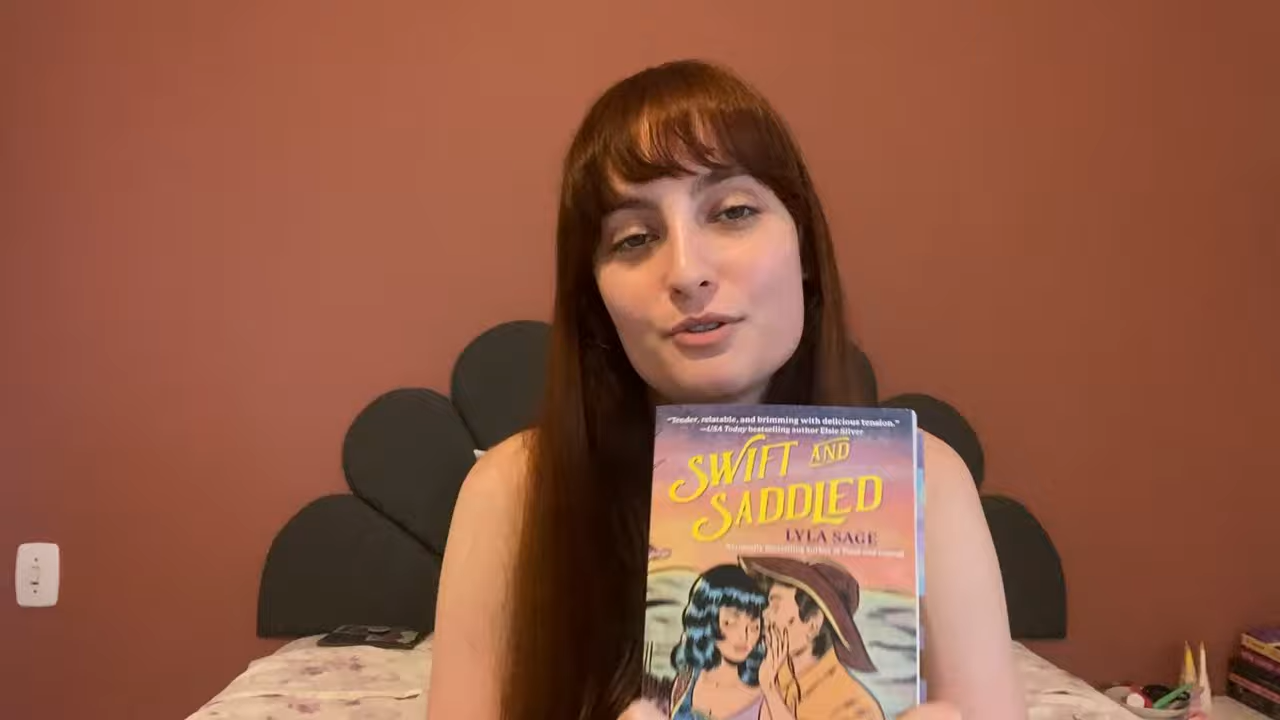 "Tender, relatable, and brimming with delicious tension."
—USA Today bestselling author Elsie Silver
SWIFT AND
SADDLED
LYLA SAGE